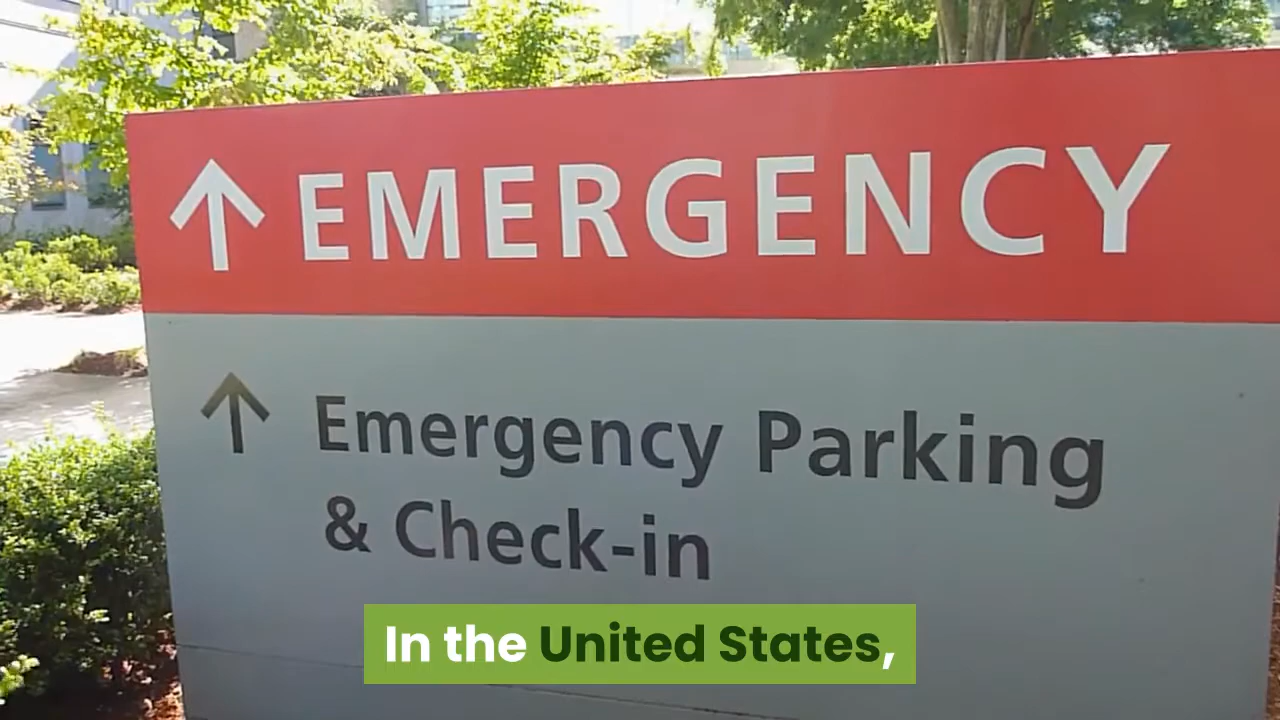 ↑ EMERGENCY
↑ Emergency Parking
& Check-in
In the United States,